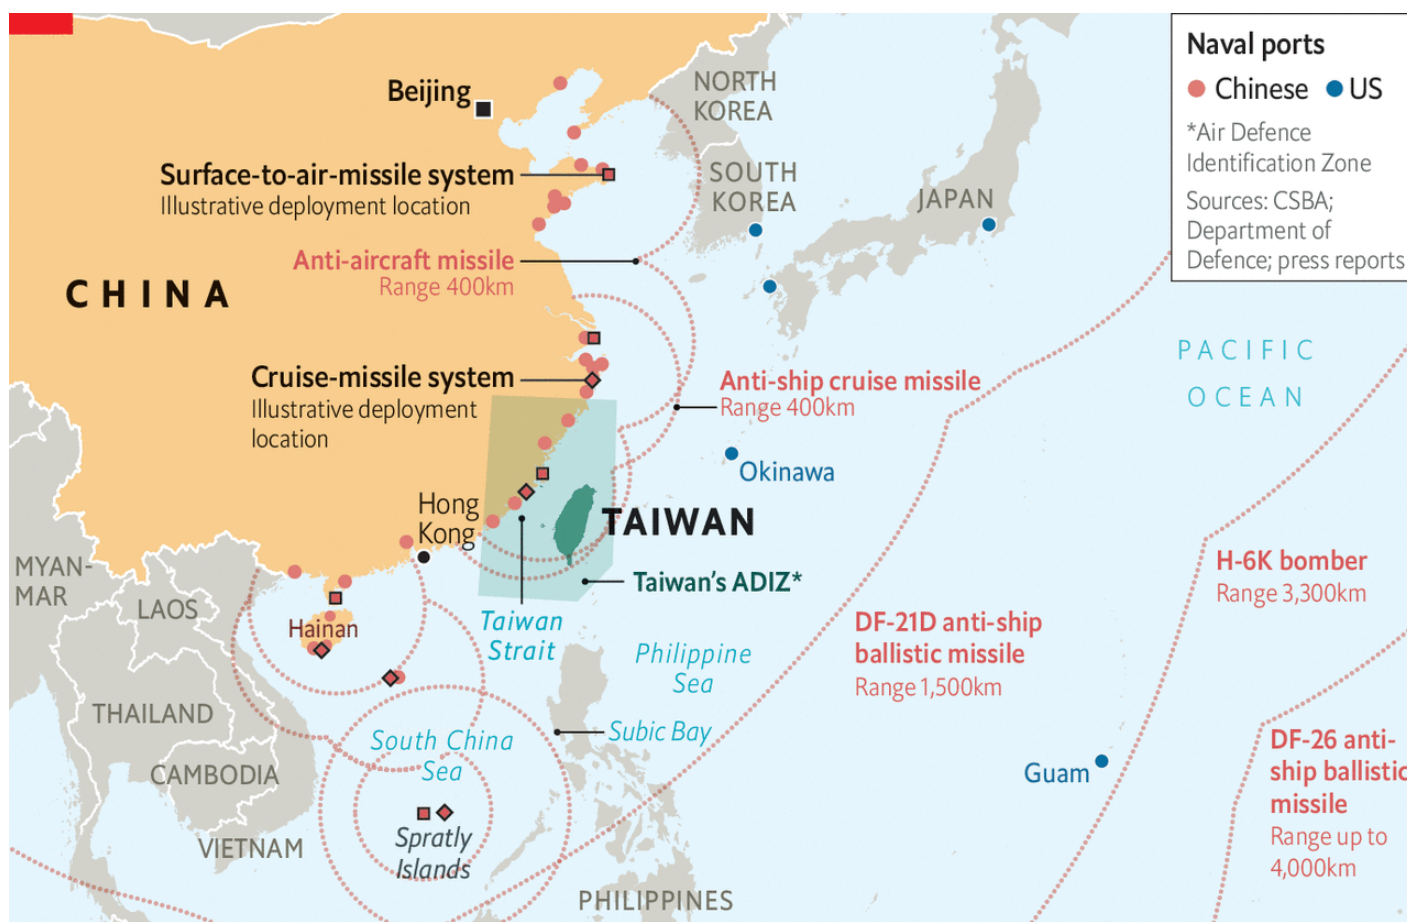 Naval ports
Chinese
US
*Air Defence
Identification Zone
Sources: CSBA;
Department of
Defence; press reports
Beijing
NORTH
KOREA
Surface-to-air-missile system
Illustrative deployment location
SOUTH
KOREA
JAPAN
Anti-aircraft missile
Range 400km
CHINA
PACIFIC
OCEAN
Cruise-missile system
Illustrative deployment
location
Anti-ship cruise missile
Range 400km
Okinawa
Hong
Kong
TAIWAN
MYAN-
MAR
LAOS
Taiwan's ADIZ*
H-6K bomber
Range 3,300km
Hainan
Taiwan
Strait
DF-21D anti-ship
ballistic missile
Range 1,500km
Philippine
Sea
THAILAND
South China
Sea
Subic Bay
DF-26 anti-
ship ballistic
missile
Range up to
4,000km
CAMBODIA
Guam
VIETNAM
Spratly
Islands
PHILIPPINES